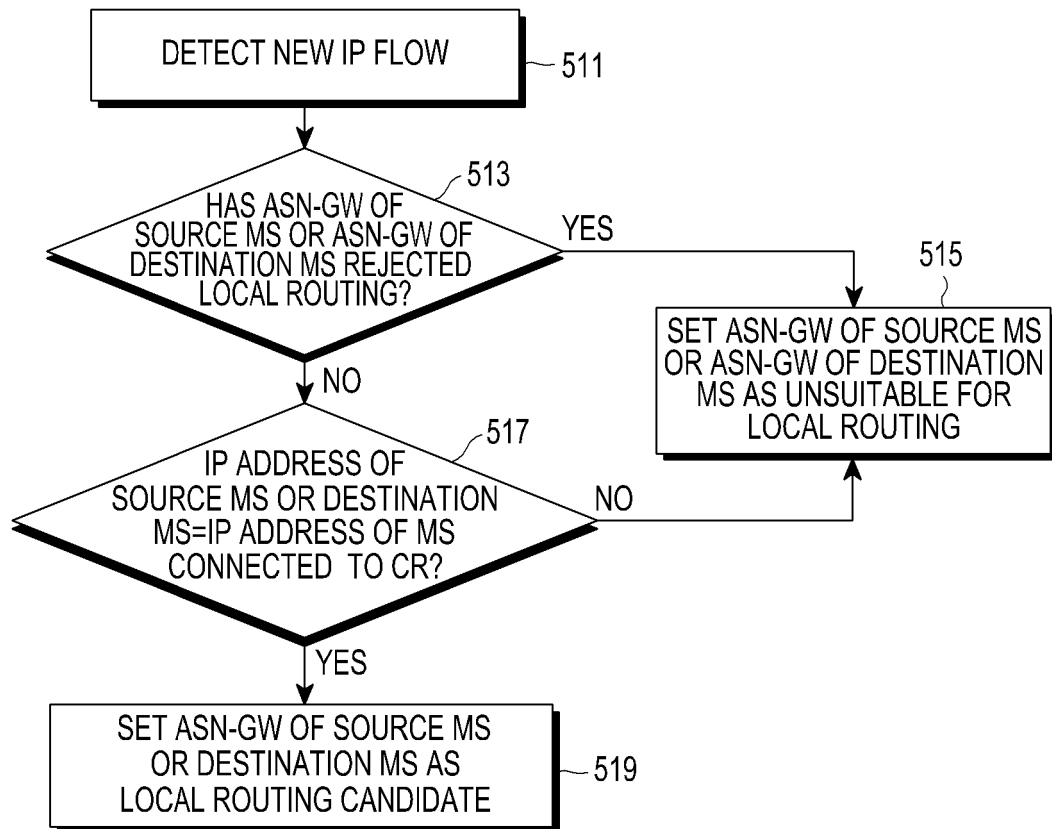 DETECT NEW IP FLOW
511
HAS ASN-GW OF
SOURCE MS OR ASN-GW OF
DESTINATION MS REJECTED
LOCAL ROUTING?
513
YES
515
SET ASN-GW OF SOURCE MS
OR ASN-GW OF DESTINATION
MS AS UNSUITABLE FOR
LOCAL ROUTING
NO
IP ADDRESS OF
SOURCE MS OR DESTINATION
MS=IP ADDRESS OF MS
CONNECTED TO CR?
517
NO
YES
SET ASN-GW OF SOURCE MS
OR DESTINATION MS AS
LOCAL ROUTING CANDIDATE
519